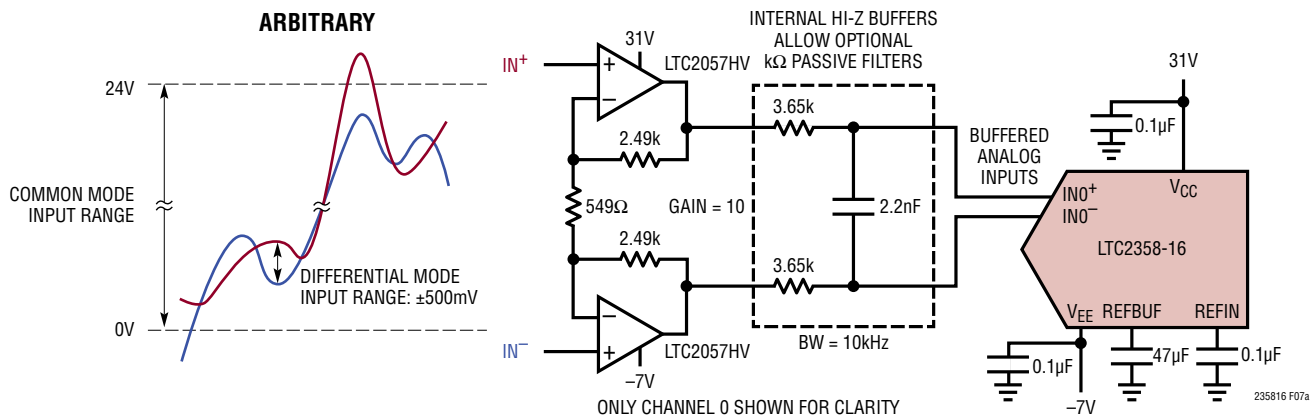 ARBITRARY
24V
COMMON MODE
INPUT RANGE
DIFFERENTIAL MODE
INPUT RANGE: ±500mV
0V
IN+
31V
LTC2057HV
2.49k
549Ω
GAIN = 10
2.49k
LTC2057HV
–7V
IN–
INTERNAL HI-Z BUFFERS
ALLOW OPTIONAL
kΩ PASSIVE FILTERS
3.65k
2.2nF
3.65k
BW = 10kHz
BUFFERED
ANALOG
INPUTS
31V
0.1µF
VCC
IN0+
IN0–
LTC2358-16
VEE
REFBUF
REFIN
0.1µF
47µF
0.1µF
–7V
ONLY CHANNEL 0 SHOWN FOR CLARITY
235816 F07a